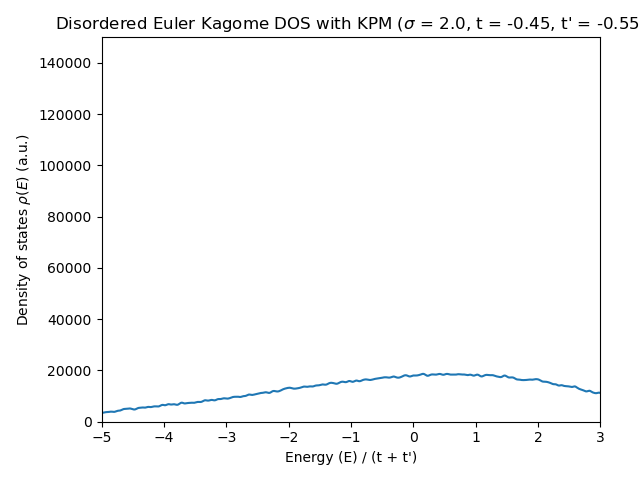 Disordered Euler Kagome DOS with KPM (σ = 2.0, t = -0.45, t' = -0.55
140000
120000
100000
80000
60000
40000
20000
0
Density of states ρ(E) (a.u.)
−5 −4 −3 −2 −1 0 1 2 3
Energy (E) / (t + t')